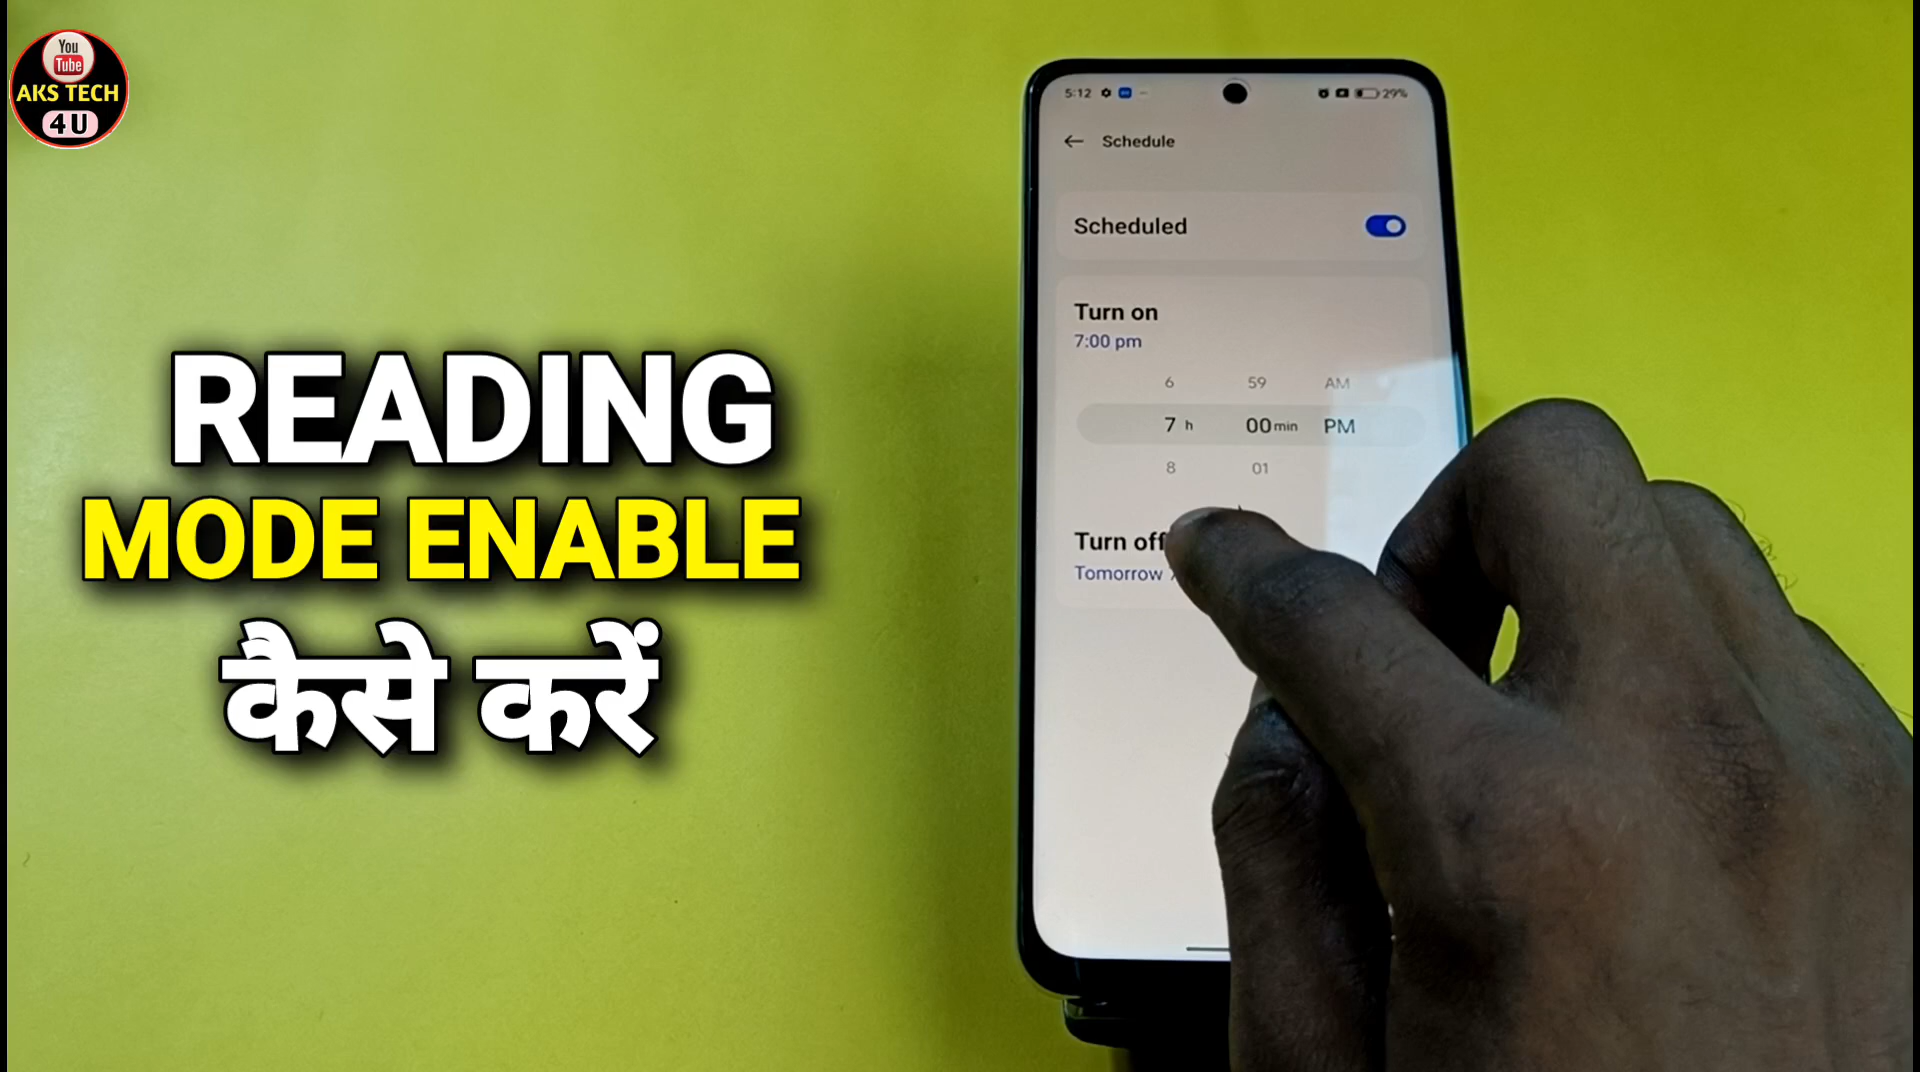 You
Tube
AKS TECH
4U
READING
MODE ENABLE
कैसे करें
5:12
29%
Schedule
Scheduled
Turn on
7:00 pm
6 59 AM
7 h 00 min PM
8 01
Turn off
Tomorrow